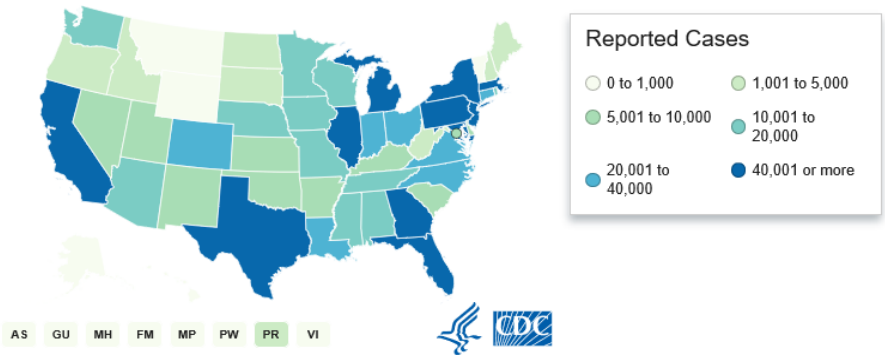 Reported Cases
0 to 1,000
1,001 to 5,000
5,001 to 10,000
10,001 to
20,000
20,001 to
40,000
40,001 or more
AS GU MH FM MP PW PR VI
CDC